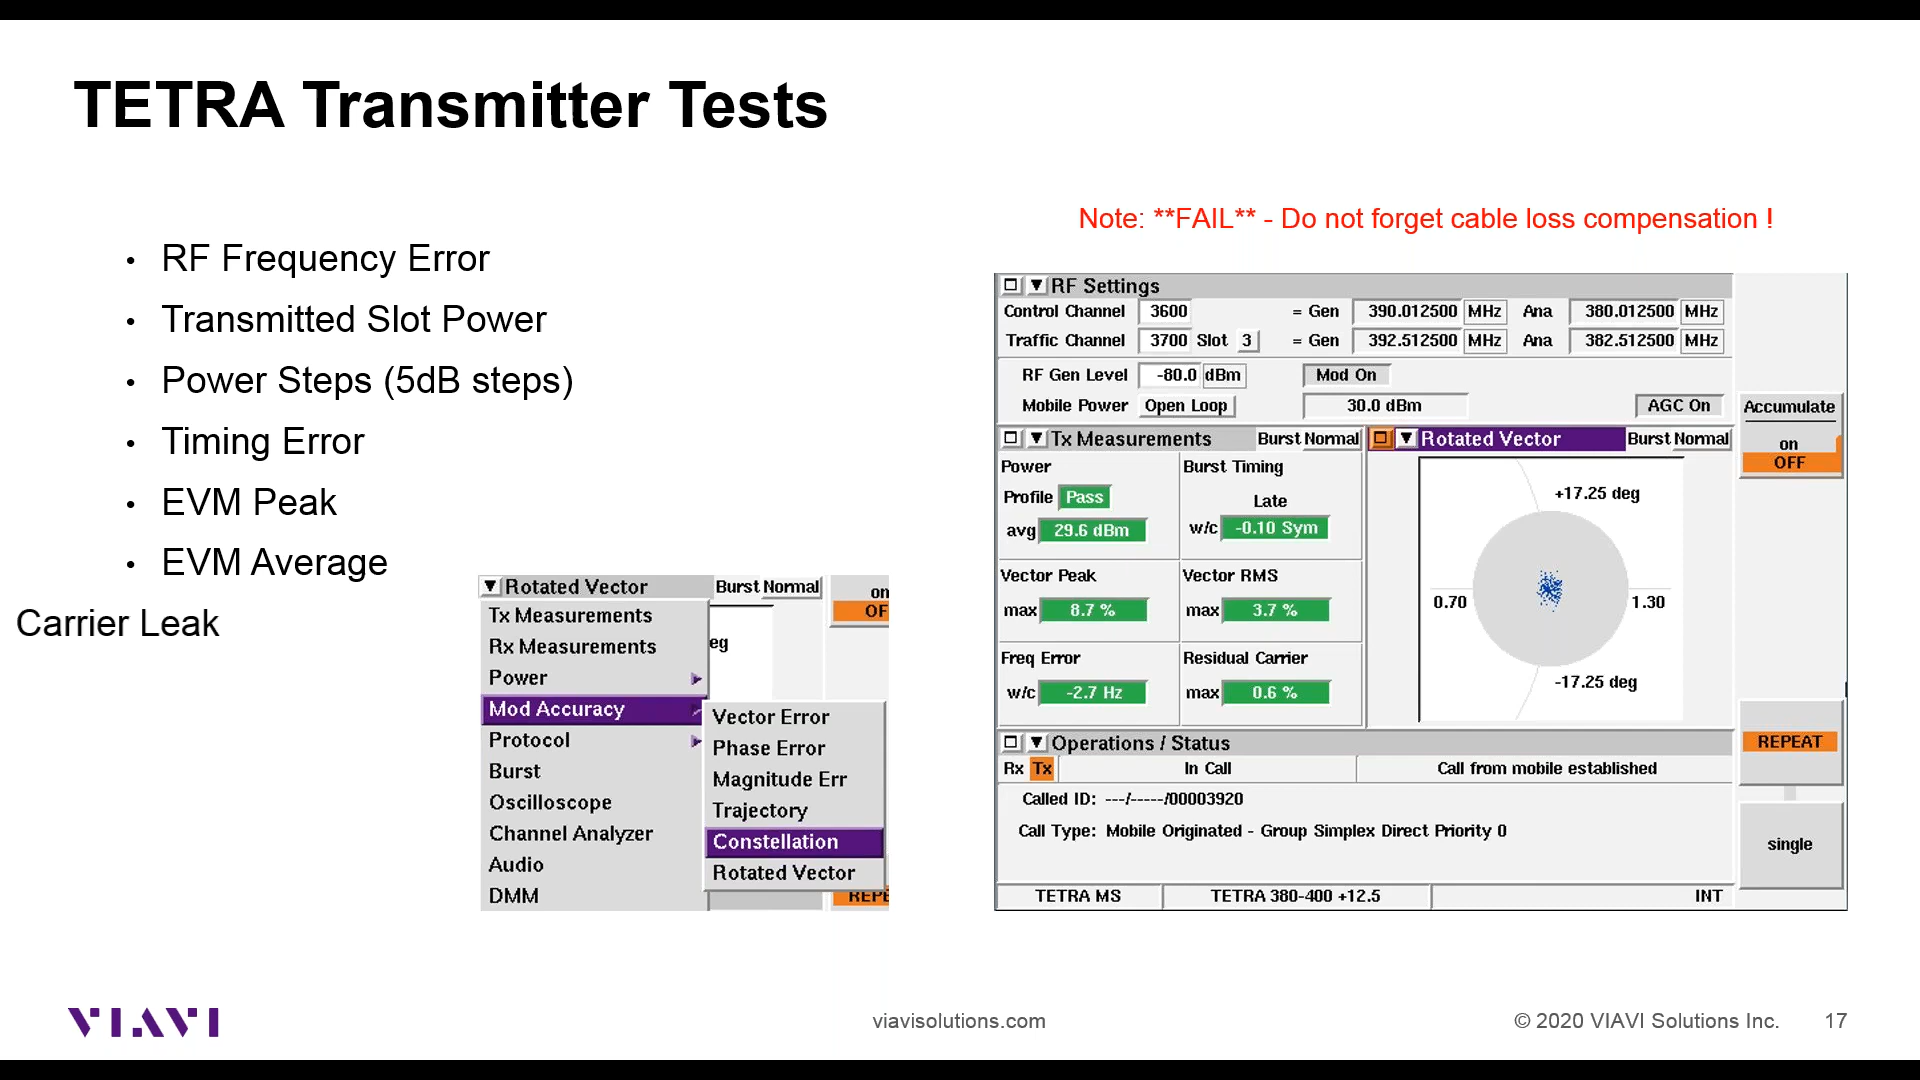 TETRA Transmitter Tests
Note: **FAIL** - Do not forget cable loss compensation !
• RF Frequency Error
• Transmitted Slot Power
• Power Steps (5dB steps)
• Timing Error
• EVM Peak
• EVM Average
Carrier Leak
Rotated Vector Burst Normal on
Tx Measurements OF
Rx Measurements eg
Power
Mod Accuracy
Protocol
Burst
Oscilloscope
Channel Analyzer
Audio
DMM
Vector Error
Phase Error
Magnitude Err
Trajectory
Constellation
Rotated Vector
REPE
RF Settings
Control Channel 3600 = Gen 390.012500 MHz Ana 380.012500 MHz
Traffic Channel 3700 Slot 3 = Gen 392.512500 MHz Ana 382.512500 MHz
RF Gen Level -80.0 dBm Mod On
Mobile Power Open Loop 30.0 dBm AGC On
Tx Measurements Burst Normal
Power
Profile Pass
avg 29.6 dBm
Burst Timing
Late
w/c -0.10 Sym
Vector Peak
max 8.7 %
Vector RMS
max 3.7 %
Freq Error
w/c -2.7 Hz
Residual Carrier
max 0.6 %
Rotated Vector Burst Normal
+17.25 deg
0.70 1.30
-17.25 deg
Accumulate
on
OFF
REPEAT
single
Operations / Status
Rx Tx In Call Call from mobile established
Called ID: ---/-----/00003920
Call Type: Mobile Originated - Group Simplex Direct Priority 0
TETRA MS TETRA 380-400 +12.5 INT
VIAVI
viavisolutions.com
© 2020 VIAVI Solutions Inc. 17